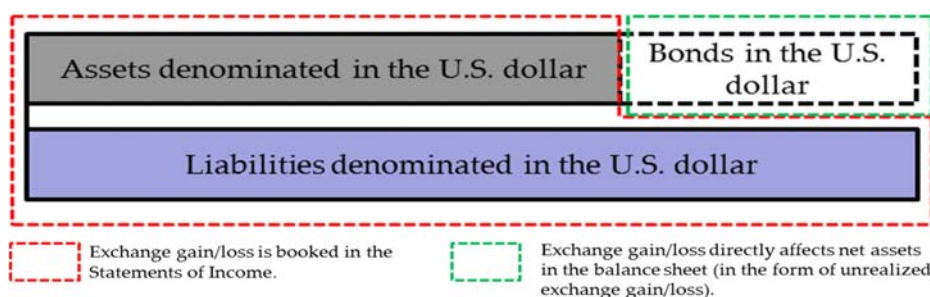 Assets denominated in the U.S. dollar
Bonds in the U.S.
dollar
Liabilities denominated in the U.S. dollar
Exchange gain/loss is booked in the
Statements of Income.
Exchange gain/loss directly affects net assets
in the balance sheet (in the form of unrealized
exchange gain/loss).